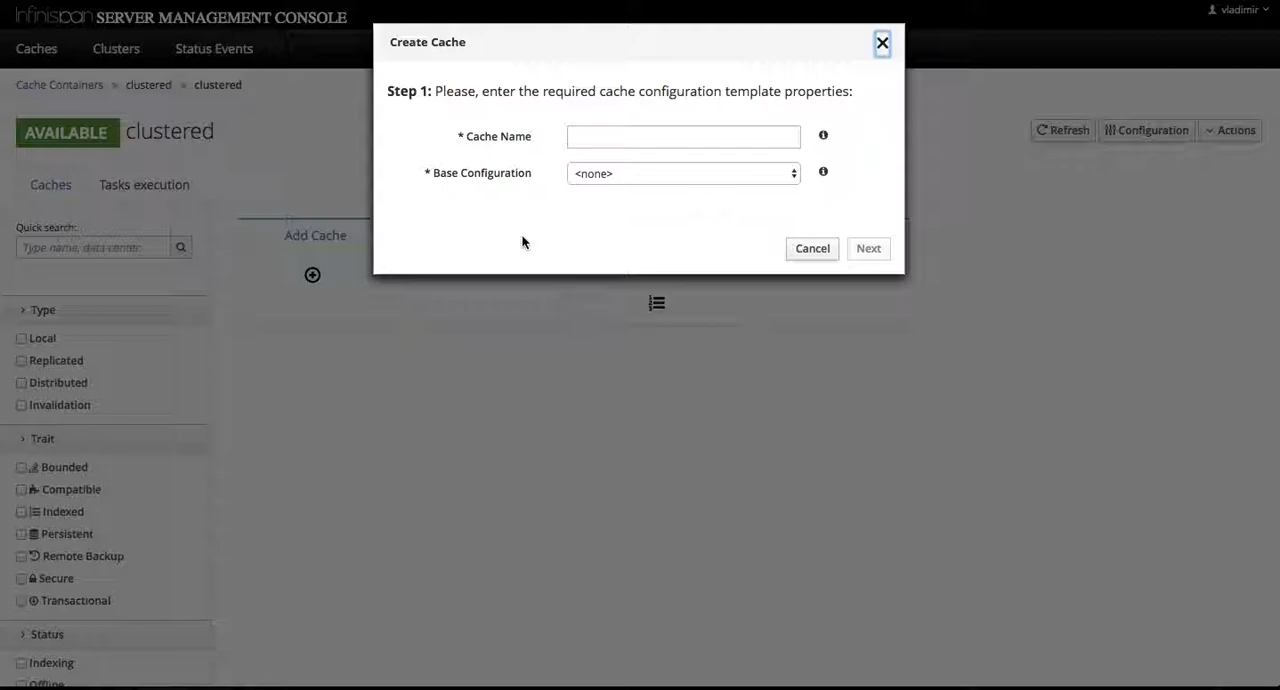 Infinispan SERVER MANAGEMENT CONSOLE
vladimir
Caches
Clusters
Status Events
Create Cache
Step 1: Please, enter the required cache configuration template properties:
* Cache Name
* Base Configuration
<none>
Cancel
Next
Cache Containers » clustered » clustered
AVAILABLE clustered
Refresh
Configuration
Actions
Caches
Tasks execution
Quick search:
Type name, data center,
Add Cache
Type
Local
Replicated
Distributed
Invalidation
Trait
Bounded
Compatible
Indexed
Persistent
Remote Backup
Secure
Transactional
Status
Indexing
Offline